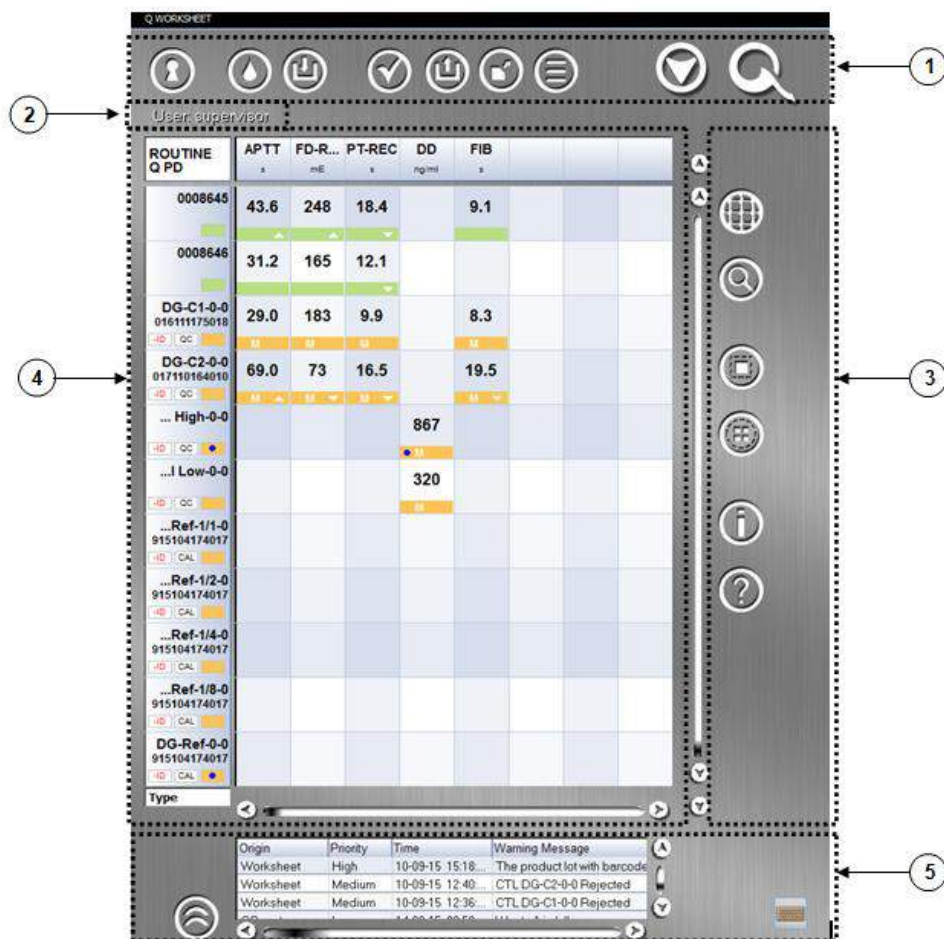 Q WORKSHEET
1
2
User: supervisor
ROUTINE Q PD
APTT FD-R... PT-REC DD FIB
s mE s ng/ml s
0008645 43.6 248 18.4 9.1
0008646 31.2 165 12.1
DG-C1-0-0 29.0 183 9.9 8.3
016111175018
-ID QC M M M M
DG-C2-0-0 69.0 73 16.5 19.5
017110164010
-ID QC M M M M
4
3
... High-0-0 867
-ID QC M
...l Low-0-0 320
-ID QC M
...Ref-1/1-0
915104174017
-ID CAL
...Ref-1/2-0
915104174017
-ID CAL
...Ref-1/4-0
915104174017
-ID CAL
...Ref-1/8-0
915104174017
-ID CAL
DG-Ref-0-0
915104174017
-ID CAL
Type
Origin Priority Time Warning Message
Worksheet High 10-09-15 15:18:... The product lot with barcode
Worksheet Medium 10-09-15 12:40:... CTL DG-C2-0-0 Rejected
Worksheet Medium 10-09-15 12:36:... CTL DG-C1-0-0 Rejected
5